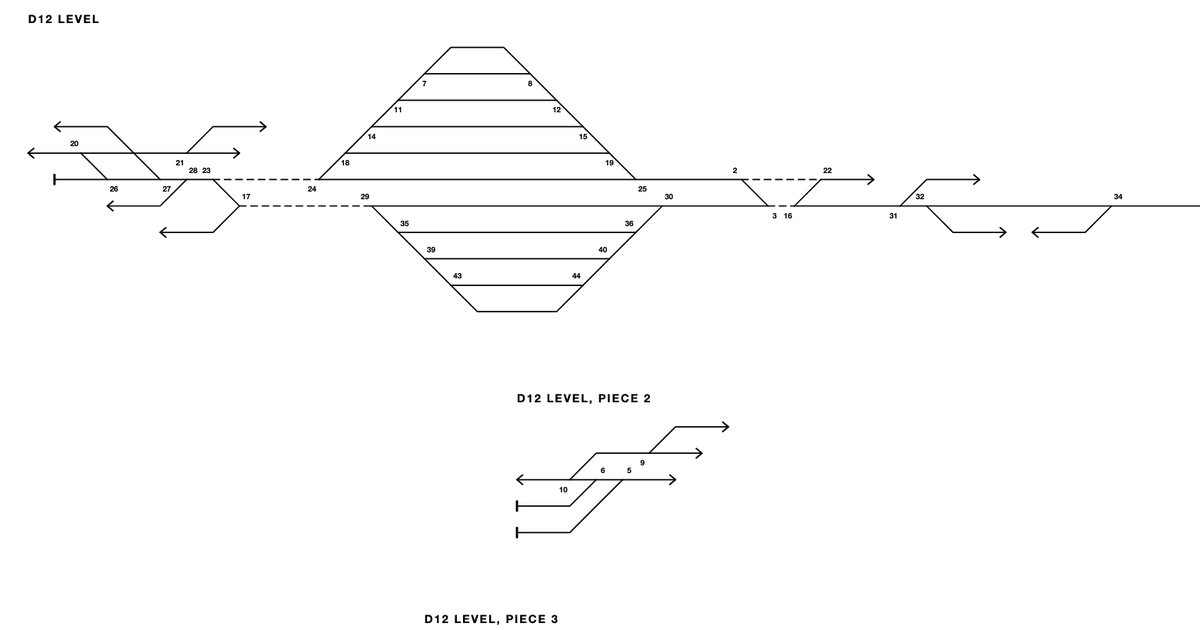 D12 LEVEL
7 8
11 12
14 15
20
21
18 19
28 23
2 22
26 27 24 25
17 29 30 32 34
3 16 31
35 36
39 40
43 44
D12 LEVEL, PIECE 2
9
6 5
10
D12 LEVEL, PIECE 3